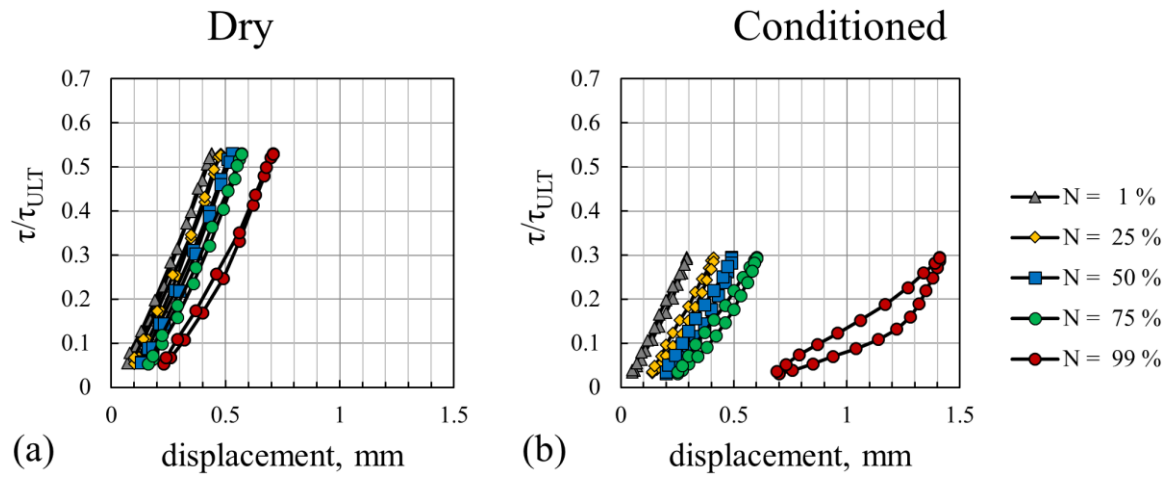 Dry
Conditioned
0.7
0.6
0.5
0.4
0.3
0.2
0.1
0
τ/τULT
0
0.5
1
1.5
displacement, mm
(a)
0.7
0.6
0.5
0.4
0.3
0.2
0.1
0
τ/τULT
0
0.5
1
1.5
displacement, mm
(b)
N = 1 %
N = 25 %
N = 50 %
N = 75 %
N = 99 %